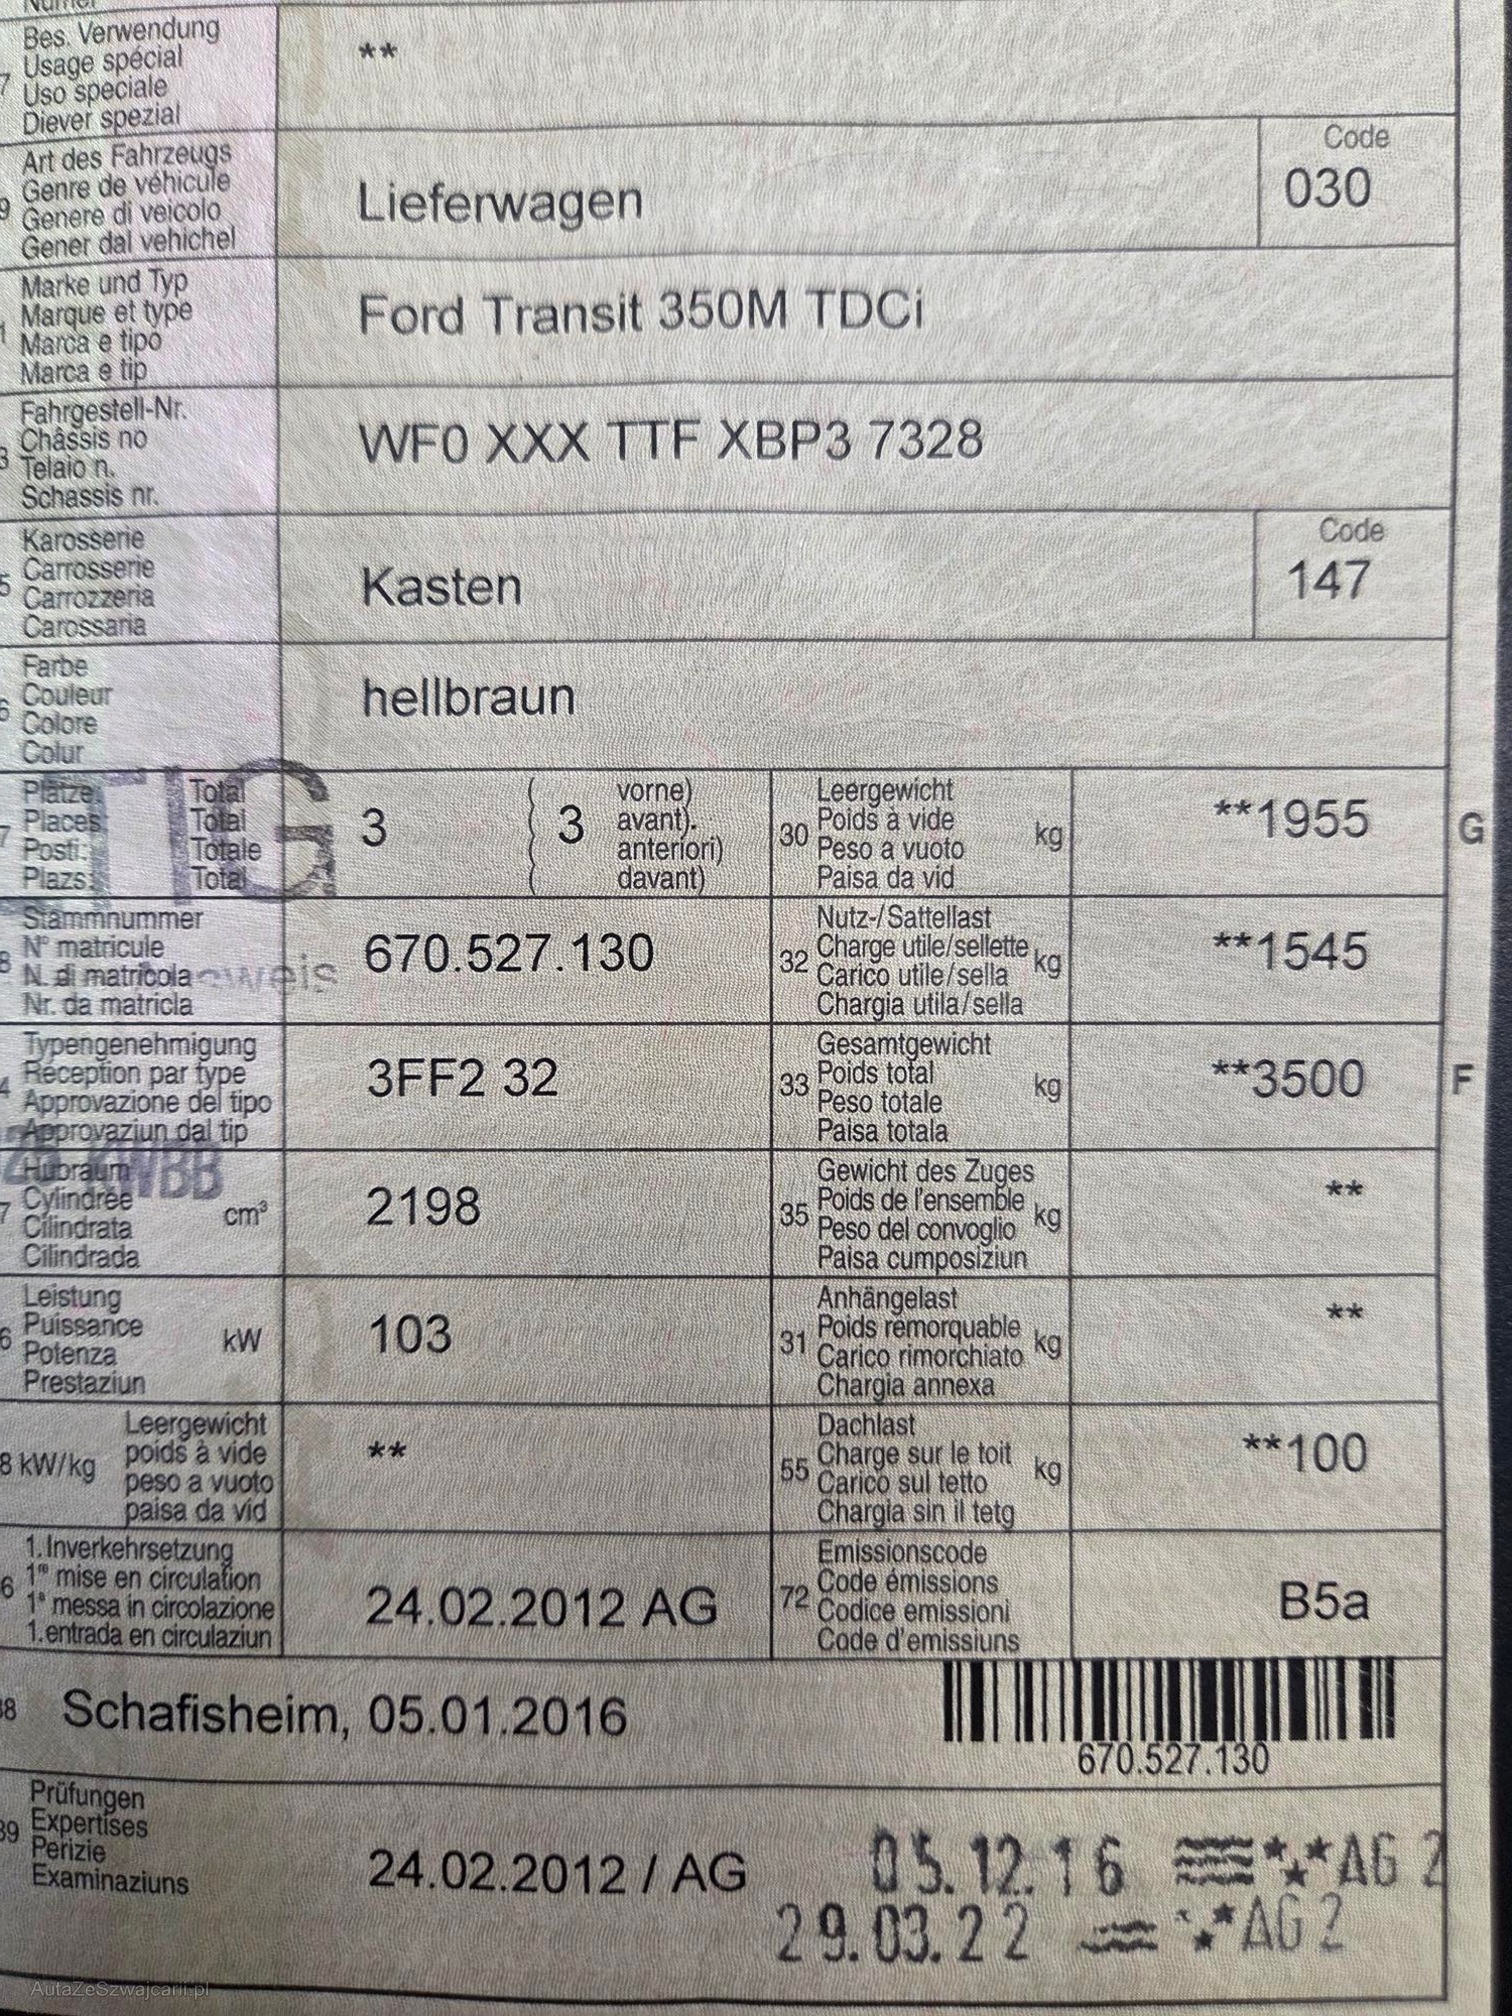 Bes. Verwendung
Usage spécial
Uso speciale
Diever spezial
**
Art des Fahrzeugs
Genre de véhicule
Genere di veicolo
Gener dal vehichel
Lieferwagen
Code
030
Marke und Typ
Marque et type
Marca e tipo
Marca e tip
Ford Transit 350M TDCi
Fahrgestell-Nr.
Châssis no
Telaio n.
Schassis nr.
WF0 XXX TTF XBP3 7328
Karosserie
Carrosserie
Carrozzeria
Carossaria
Kasten
Code
147
Farbe
Couleur
Colore
Colur
hellbraun
Plätze: Total
Places: Total
Posti: Totale
Plazs: Total
3
3
vorne)
avant).
anteriori)
davant)
30
Leergewicht
Poids à vide
Peso a vuoto
Paisa da vid
kg
**1955
G
Stammnummer
N° matricule
N. di matricola
Nr. da matricla
670.527.130
32
Nutz-/Sattellast
Charge utile/sellette
Carico utile/sella
Chargia utila/sella
kg
**1545
Typengenehmigung
Réception par type
Approvazione del tipo
Approvaziun dal tip
3FF2 32
33
Gesamtgewicht
Poids total
Peso totale
Paisa totala
kg
**3500
F
Hubraum
Cylindrée
Cilindrata
Cilindrada
cm³
2198
35
Gewicht des Zuges
Poids de l'ensemble
Peso del convoglio
Paisa cumposiziun
kg
**
Leistung
Puissance
Potenza
Prestaziun
kW
103
31
Anhängelast
Poids remorquable
Carico rimorchiato
Chargia annexa
kg
**
kW/kg
Leergewicht
poids à vide
peso a vuoto
paisa da vid
**
55
Dachlast
Charge sur le toit
Carico sul tetto
Chargia sin il tetg
kg
**100
1.Inverkehrsetzung
1re mise en circulation
1a messa in circolazione
1.entrada en circulaziun
24.02.2012 AG
72
Emissionscode
Code émissions
Codice emissioni
Code d'emissiuns
B5a
Schafisheim, 05.01.2016
670.527.130
Prüfungen
Expertises
Perizie
Examinaziuns
24.02.2012 / AG
05.12.16 AG 2
29.03.22 AG 2
AutaZeSzwajcarii.pl